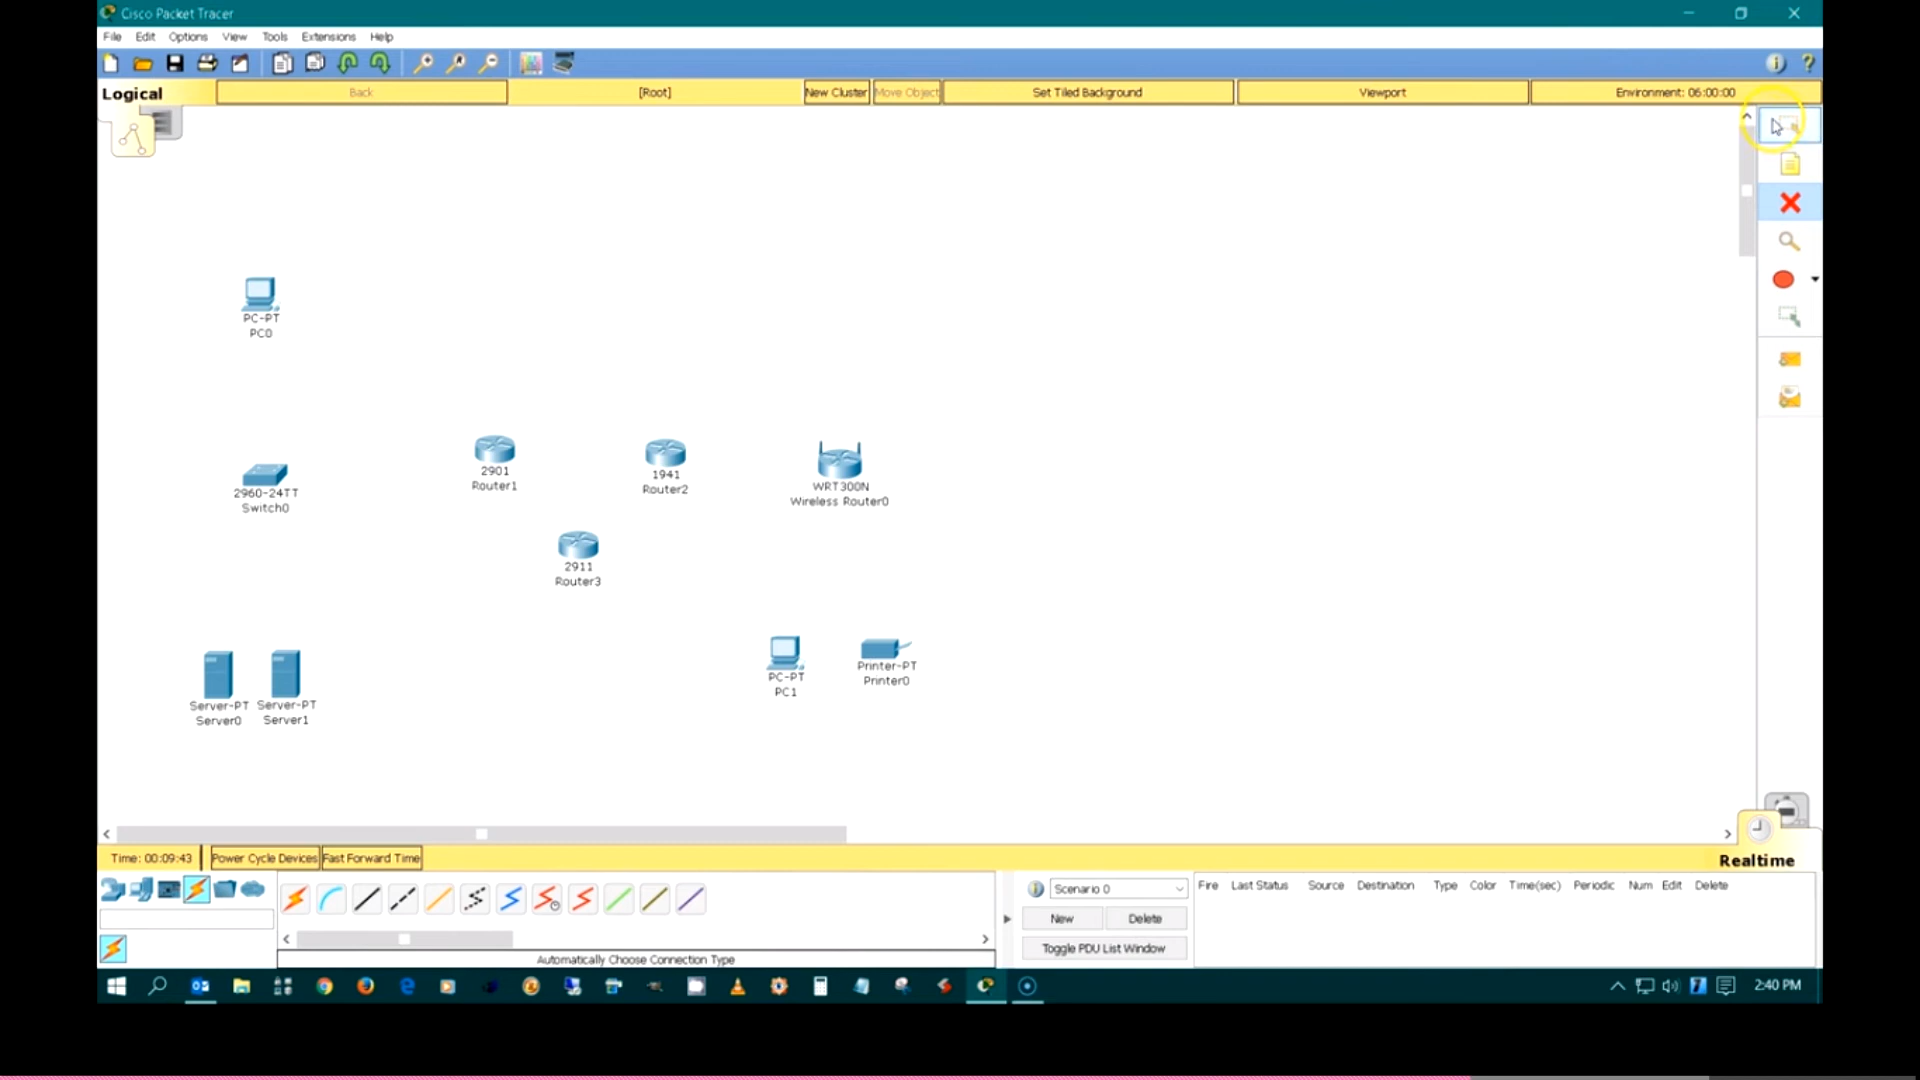 Cisco Packet Tracer
File Edit Options View Tools Extensions Help
Logical Back [Root] New Cluster Move Object Set Tiled Background Viewport Environment: 06:00:00
PC-PT
PC0
2901
Router1
1941
Router2
WRT300N
Wireless Router0
2960-24TT
Switch0
2911
Router3
PC-PT
PC1
Printer-PT
Printer0
Server-PT
Server0
Server-PT
Server1
Time: 00:09:43 Power Cycle Devices Fast Forward Time Realtime
Scenario 0
New Delete
Toggle PDU List Window
Fire Last Status Source Destination Type Color Time(sec) Periodic Num Edit Delete
Automatically Choose Connection Type
2:40 PM